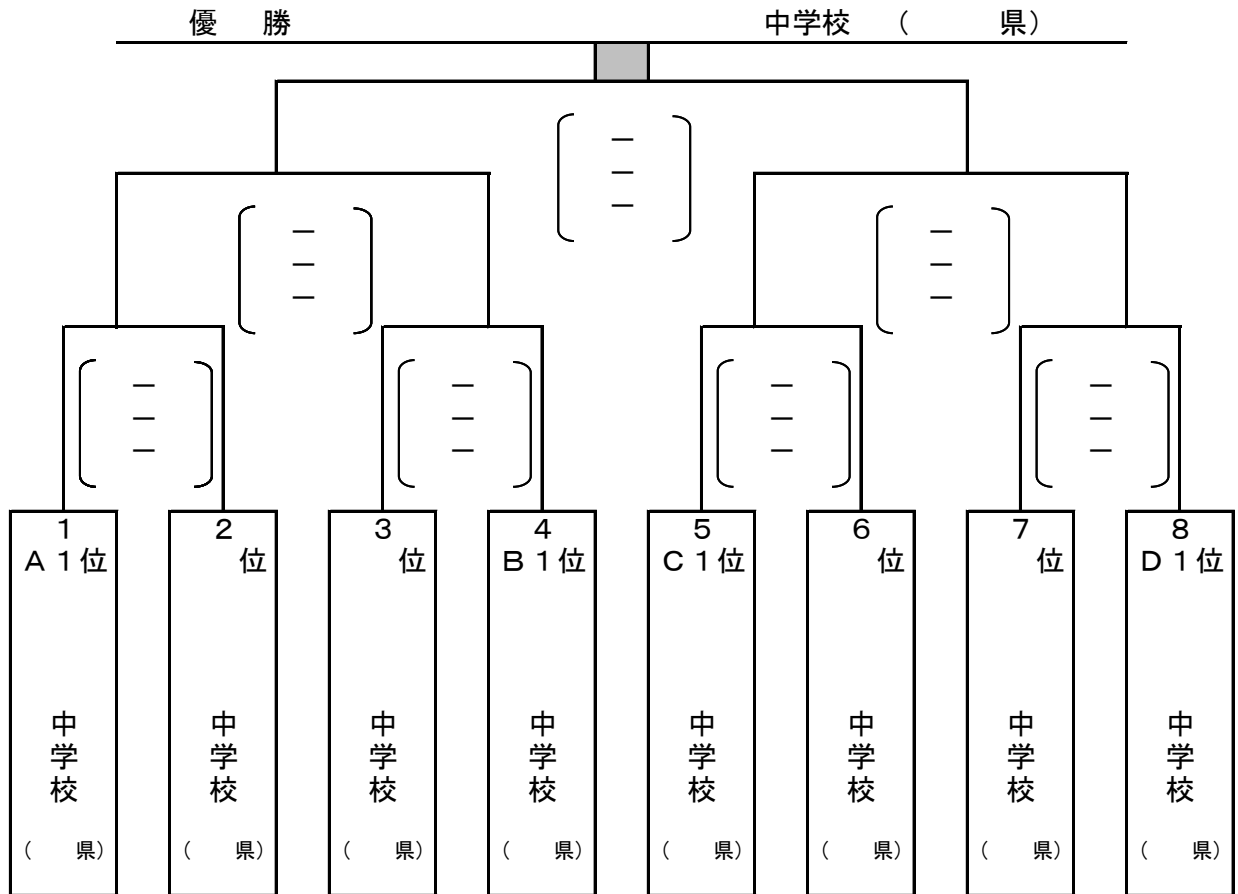 優　勝　　　　　中学校　（　　　県）
－
－
－
－　　　－
－　　　－
－　　　－
－　　　－　　　－　　　－
－　　　－　　　－　　　－
－　　　－　　　－　　　－
１　２　３　４　５　６　７　８
Ａ１位　　位　　位　Ｂ１位　Ｃ１位　　位　　位　Ｄ１位
中学校　中学校　中学校　中学校　中学校　中学校　中学校　中学校
（　県）　（　県）　（　県）　（　県）　（　県）　（　県）　（　県）　（　県）